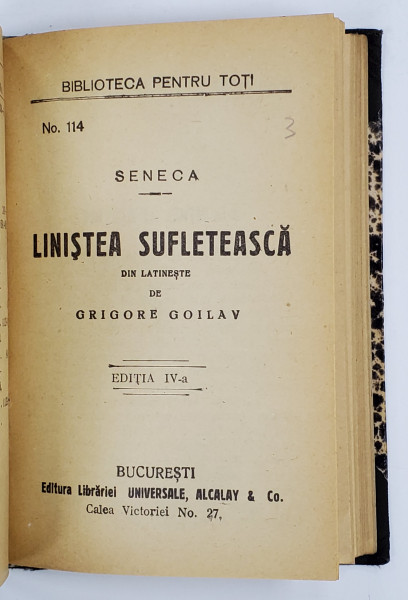 BIBLIOTECA PENTRU TOȚI
No. 114
3
SENECA
LINIȘTEA SUFLETEASCĂ
DIN LATINEȘTE
DE
GRIGORE GOILAV
EDIȚIA IV-a
BUCUREȘTI
Editura Librăriei UNIVERSALE, ALCALAY & Co.
Calea Victoriei No. 27.